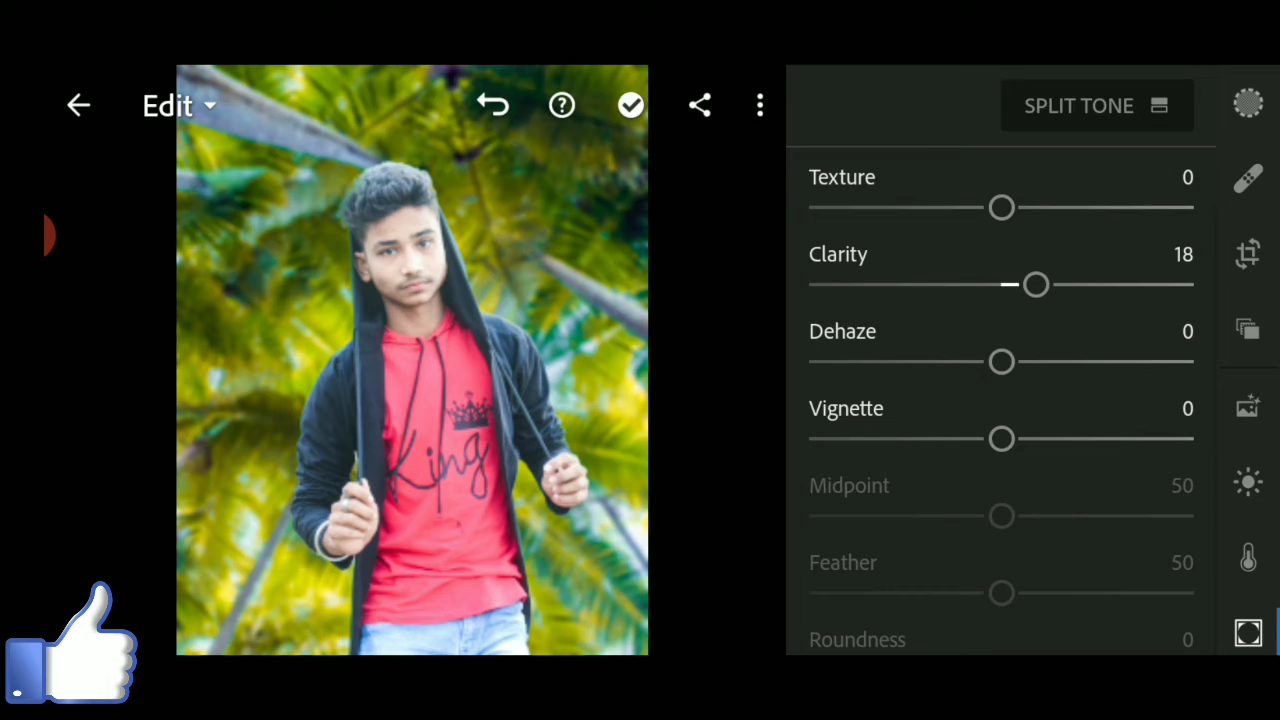 Edit
SPLIT TONE
Texture 0
Clarity 18
Dehaze 0
Vignette 0
Midpoint 50
Feather 50
Roundness 0
King